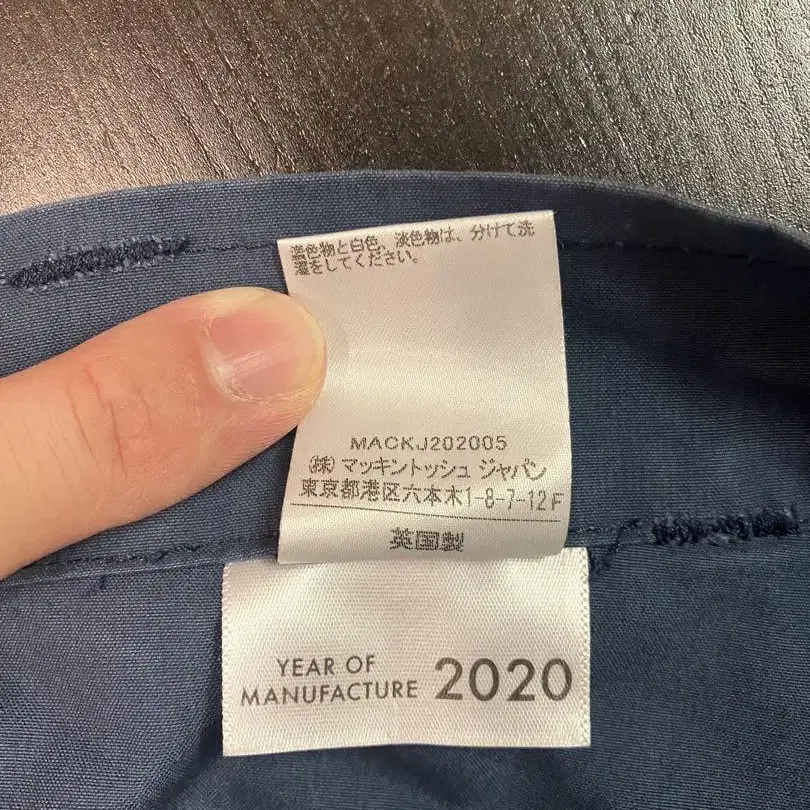 濃色物と白色、淡色物は、分けて洗
濯をしてください。
MACKJ202005
(株)マッキントッシュ ジャパン
東京都港区六本木1-8-7-12F
英国製
YEAR OF
MANUFACTURE 2020